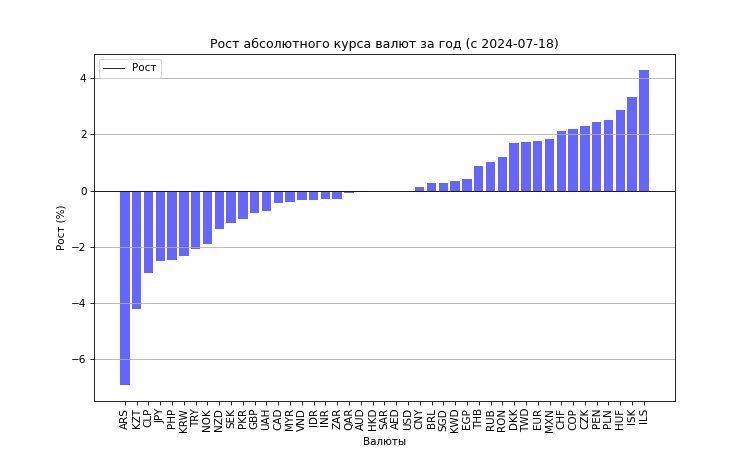 Рост абсолютного курса валют за год (с 2024-07-18)
Рост
4
2
0
−2
−4
−6
Рост (%)
ARS KZT CLP JPY PHP KRW TRY NOK NZD SEK PKR GBP UAH CAD MYR VND IDR INR ZAR QAR AUD HKD SAR AED USD CNY BRL SGD KWD EGP THB RUB RON DKK TWD EUR MXN CHF COP CZK PEN PLN HUF ISK ILS
Валюты